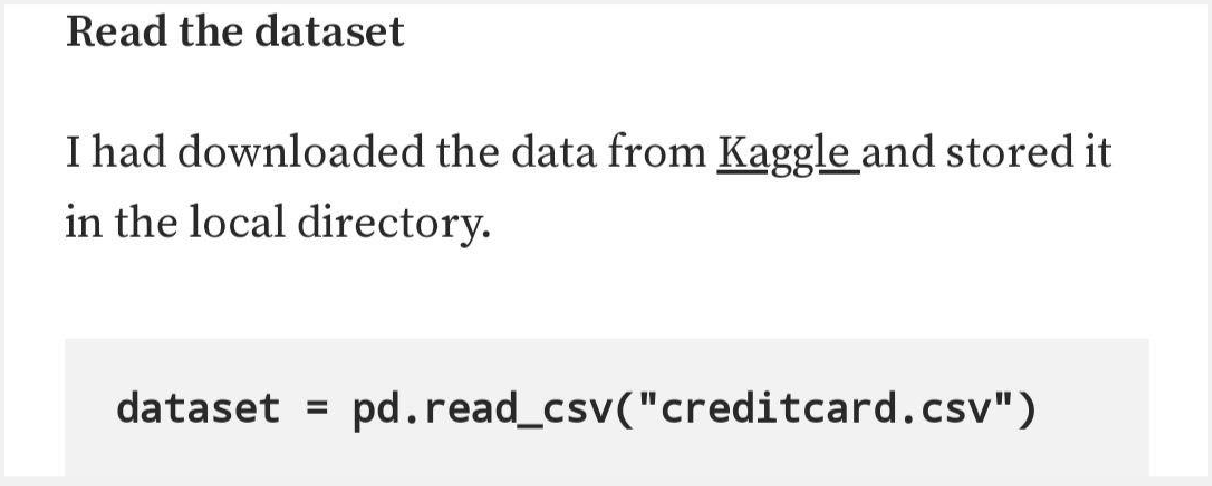 Read the dataset
I had downloaded the data from Kaggle and stored it
in the local directory.
dataset = pd.read_csv("creditcard.csv")